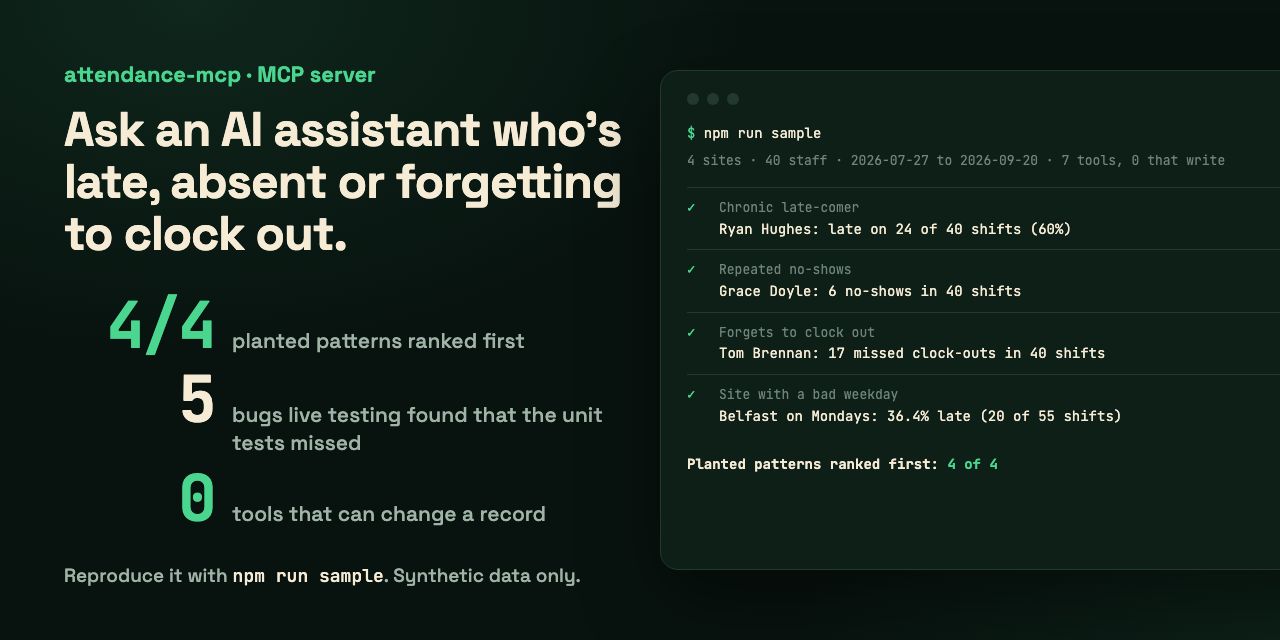 attendance-mcp · MCP server
Ask an AI assistant who’s
late, absent or forgetting
to clock out.
4/4 planted patterns ranked first
5 bugs live testing found that the unit
tests missed
0 tools that can change a record
Reproduce it with npm run sample. Synthetic data only.
$ npm run sample
4 sites · 40 staff · 2026-07-27 to 2026-09-20 · 7 tools, 0 that write
✓ Chronic late-comer
Ryan Hughes: late on 24 of 40 shifts (60%)
✓ Repeated no-shows
Grace Doyle: 6 no-shows in 40 shifts
✓ Forgets to clock out
Tom Brennan: 17 missed clock-outs in 40 shifts
✓ Site with a bad weekday
Belfast on Mondays: 36.4% late (20 of 55 shifts)
Planted patterns ranked first: 4 of 4